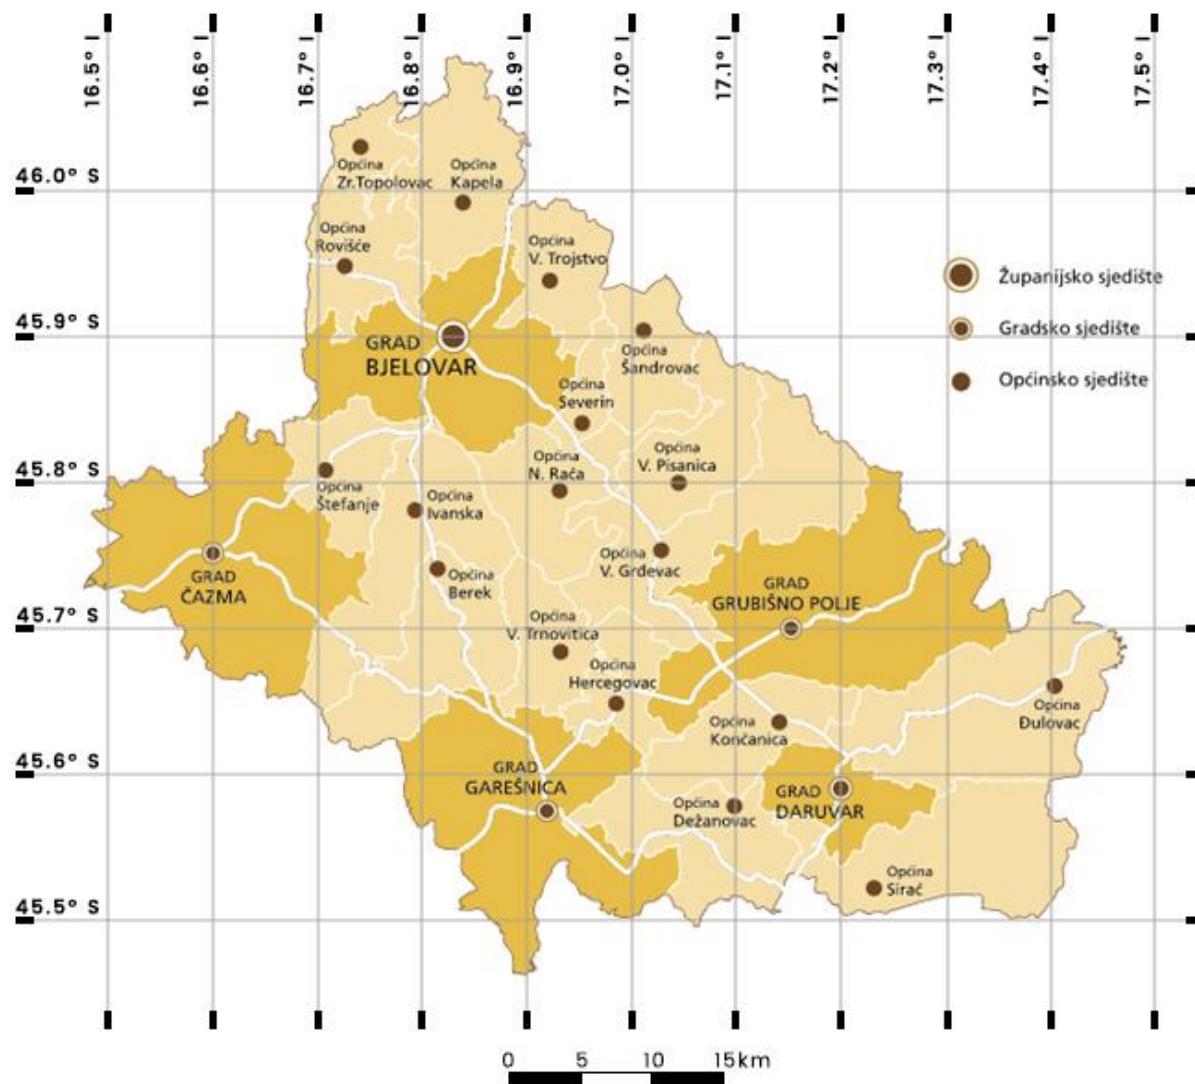 16.5° I
16.6° I
16.7° I
16.8° I
16.9° I
17.0° I
17.1° I
17.2° I
17.3° I
17.4° I
17.5° I
46.0° S
45.9° S
45.8° S
45.7° S
45.6° S
45.5° S
Općina
Zr.Topolovac
Općina
Kapela
Općina
Rovišće
Općina
V. Trojstvo
GRAD
BJELOVAR
Općina
Šandrovac
Općina
Severin
Općina
N. Rača
Općina
V. Pisanica
Općina
Štefanje
Općina
Ivanska
Općina
V. Grđevac
GRAD
ČAZMA
Općina
Berek
GRAD
GRUBIŠNO POLJE
Općina
V. Trnovitica
Općina
Hercegovac
Općina
Končanica
Općina
Đulovac
GRAD
GAREŠNICA
Općina
Dežanovac
GRAD
DARUVAR
Općina
Sirač
Županijsko sjedište
Gradsko sjedište
Općinsko sjedište
0 5 10 15km